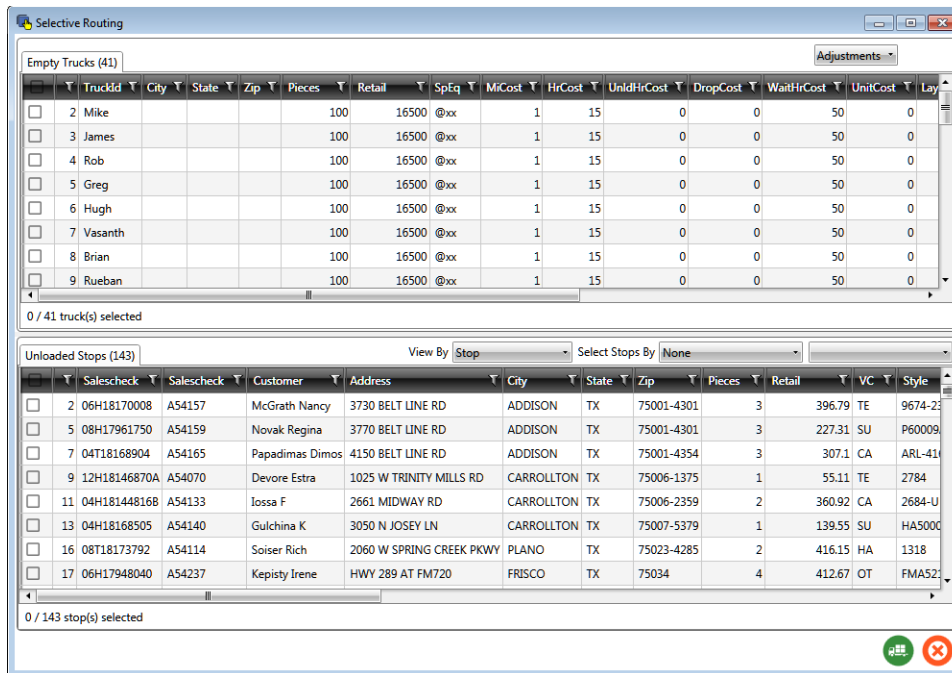 Selective Routing
Empty Trucks (41)
Adjustments
TruckId City State Zip Pieces Retail SpEq MiCost HrCost UnldHrCost DropCost WaitHrCost UnitCost Lay
2 Mike 100 16500 @xx 1 15 0 0 50 0
3 James 100 16500 @xx 1 15 0 0 50 0
4 Rob 100 16500 @xx 1 15 0 0 50 0
5 Greg 100 16500 @xx 1 15 0 0 50 0
6 Hugh 100 16500 @xx 1 15 0 0 50 0
7 Vasanth 100 16500 @xx 1 15 0 0 50 0
8 Brian 100 16500 @xx 1 15 0 0 50 0
9 Rueban 100 16500 @xx 1 15 0 0 50 0
0 / 41 truck(s) selected
Unloaded Stops (143) View By Stop Select Stops By None
Salescheck Salescheck Customer Address City State Zip Pieces Retail VC Style
2 06H18170008 A54157 McGrath Nancy 3730 BELT LINE RD ADDISON TX 75001-4301 3 396.79 TE 9674-23
5 08H17961750 A54159 Novak Regina 3770 BELT LINE RD ADDISON TX 75001-4301 3 227.31 SU P60009
7 04T18168904 A54165 Papadimas Dimos 4150 BELT LINE RD ADDISON TX 75001-4354 3 307.1 CA ARL-41
9 12H18146870A A54070 Devore Estra 1025 W TRINITY MILLS RD CARROLLTON TX 75006-1375 1 55.11 TE 2784
11 04H18144816B A54133 Iossa F 2661 MIDWAY RD CARROLLTON TX 75006-2359 2 360.92 CA 2684-U
13 04H18168505 A54140 Gulchina K 3050 N JOSEY LN CARROLLTON TX 75007-5379 1 139.55 SU HA5000
16 08T18173792 A54114 Soiser Rich 2060 W SPRING CREEK PKWY PLANO TX 75023-4285 2 416.15 HA 1318
17 06H17948040 A54237 Kepisty Irene HWY 289 AT FM720 FRISCO TX 75034 4 412.67 OT FMA521
0 / 143 stop(s) selected